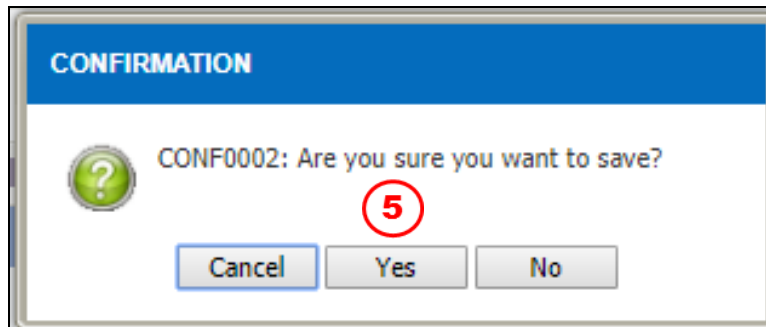 CONFIRMATION
CONF0002: Are you sure you want to save?
5
Cancel Yes No